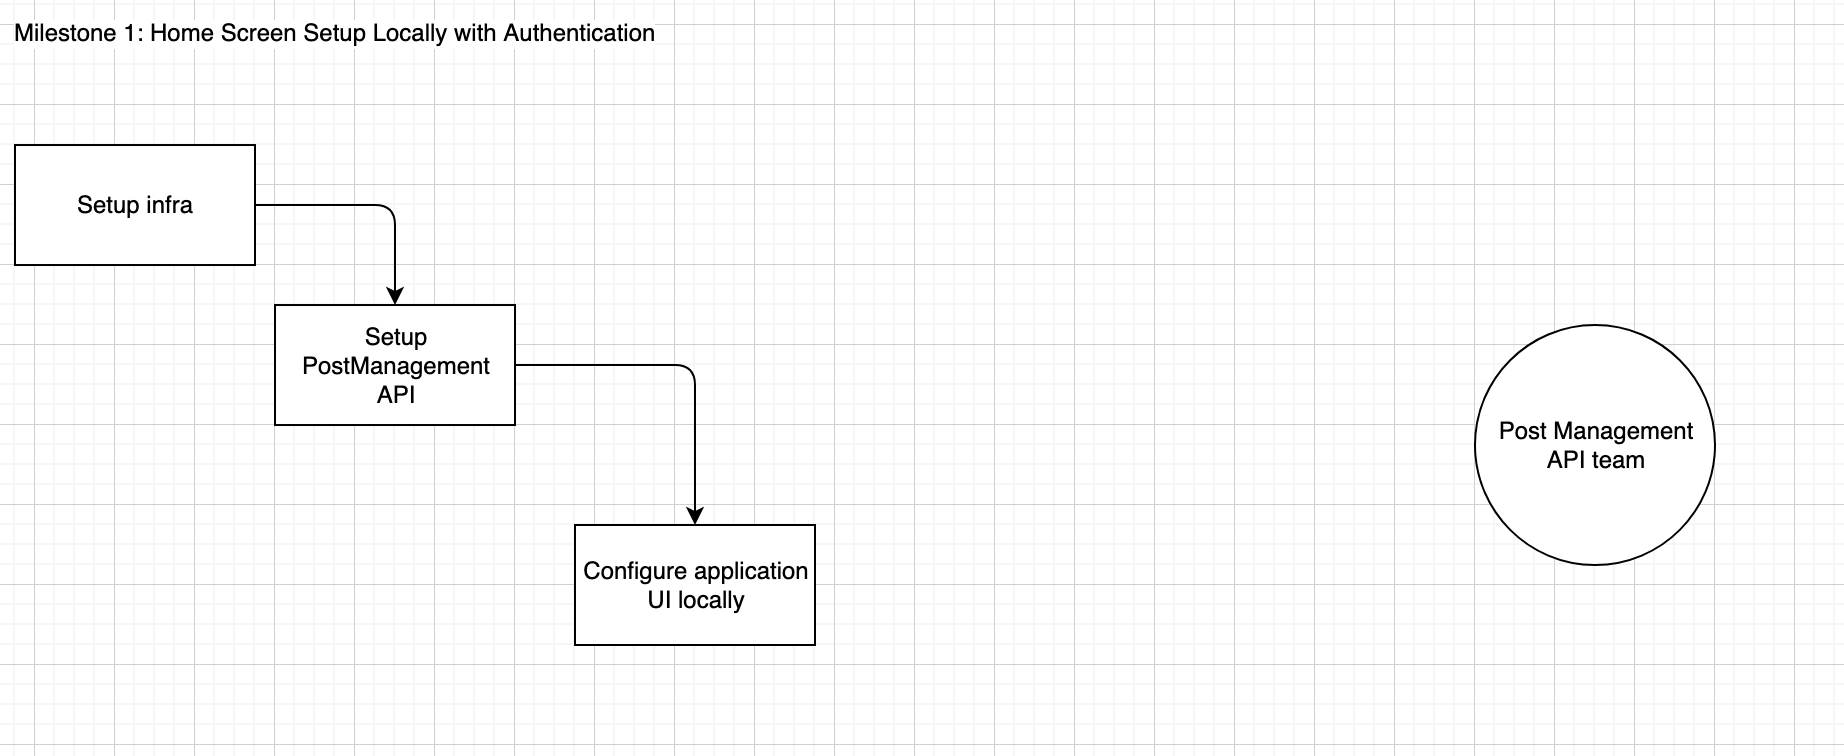 Milestone 1: Home Screen Setup Locally with Authentication
Setup infra
Setup
PostManagement
API
Configure application
UI locally
Post Management
API team